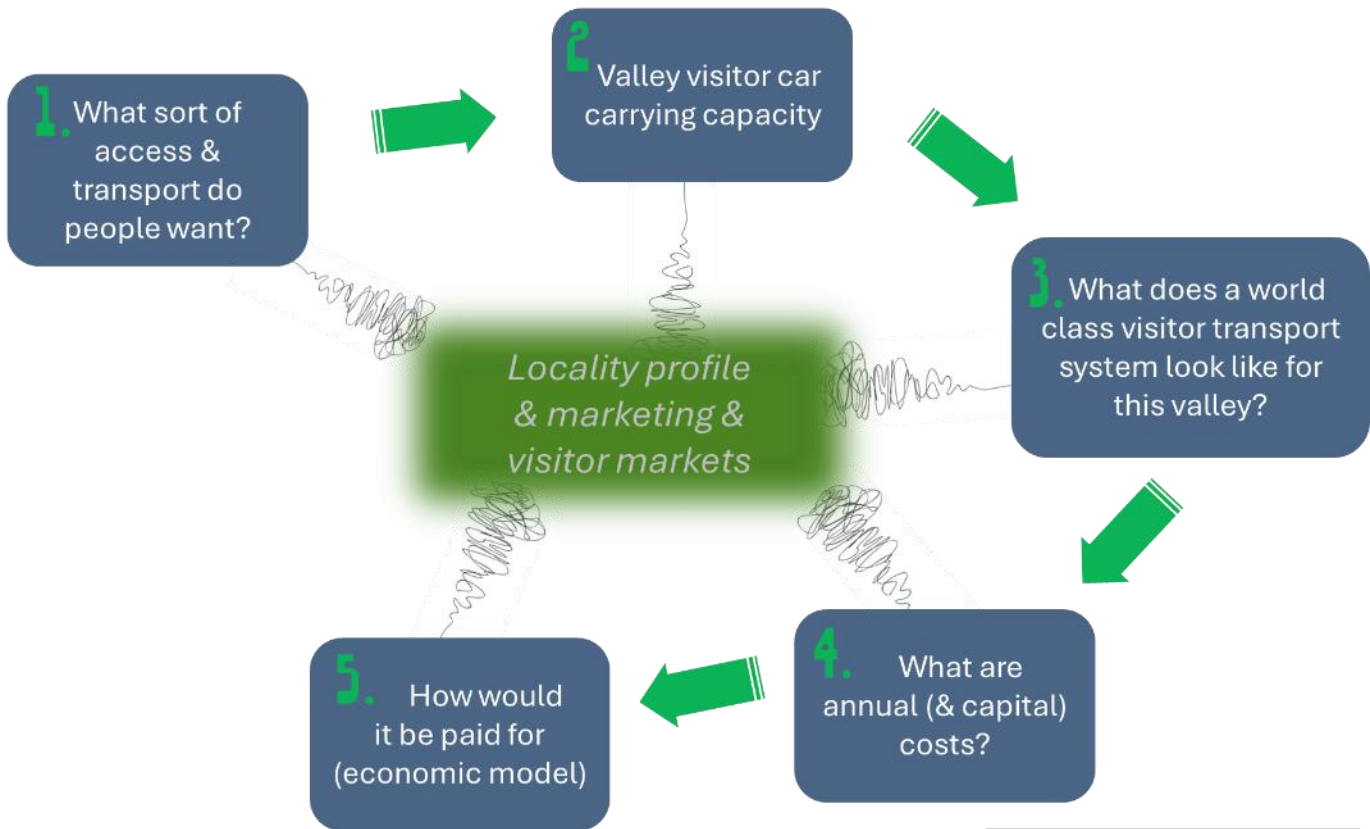 1. What sort of
access &
transport do
people want?
2 Valley visitor car
carrying capacity
3. What does a world
class visitor transport
system look like for
this valley?
Locality profile
& marketing &
visitor markets
4. What are
annual (& capital)
costs?
5. How would
it be paid for
(economic model)